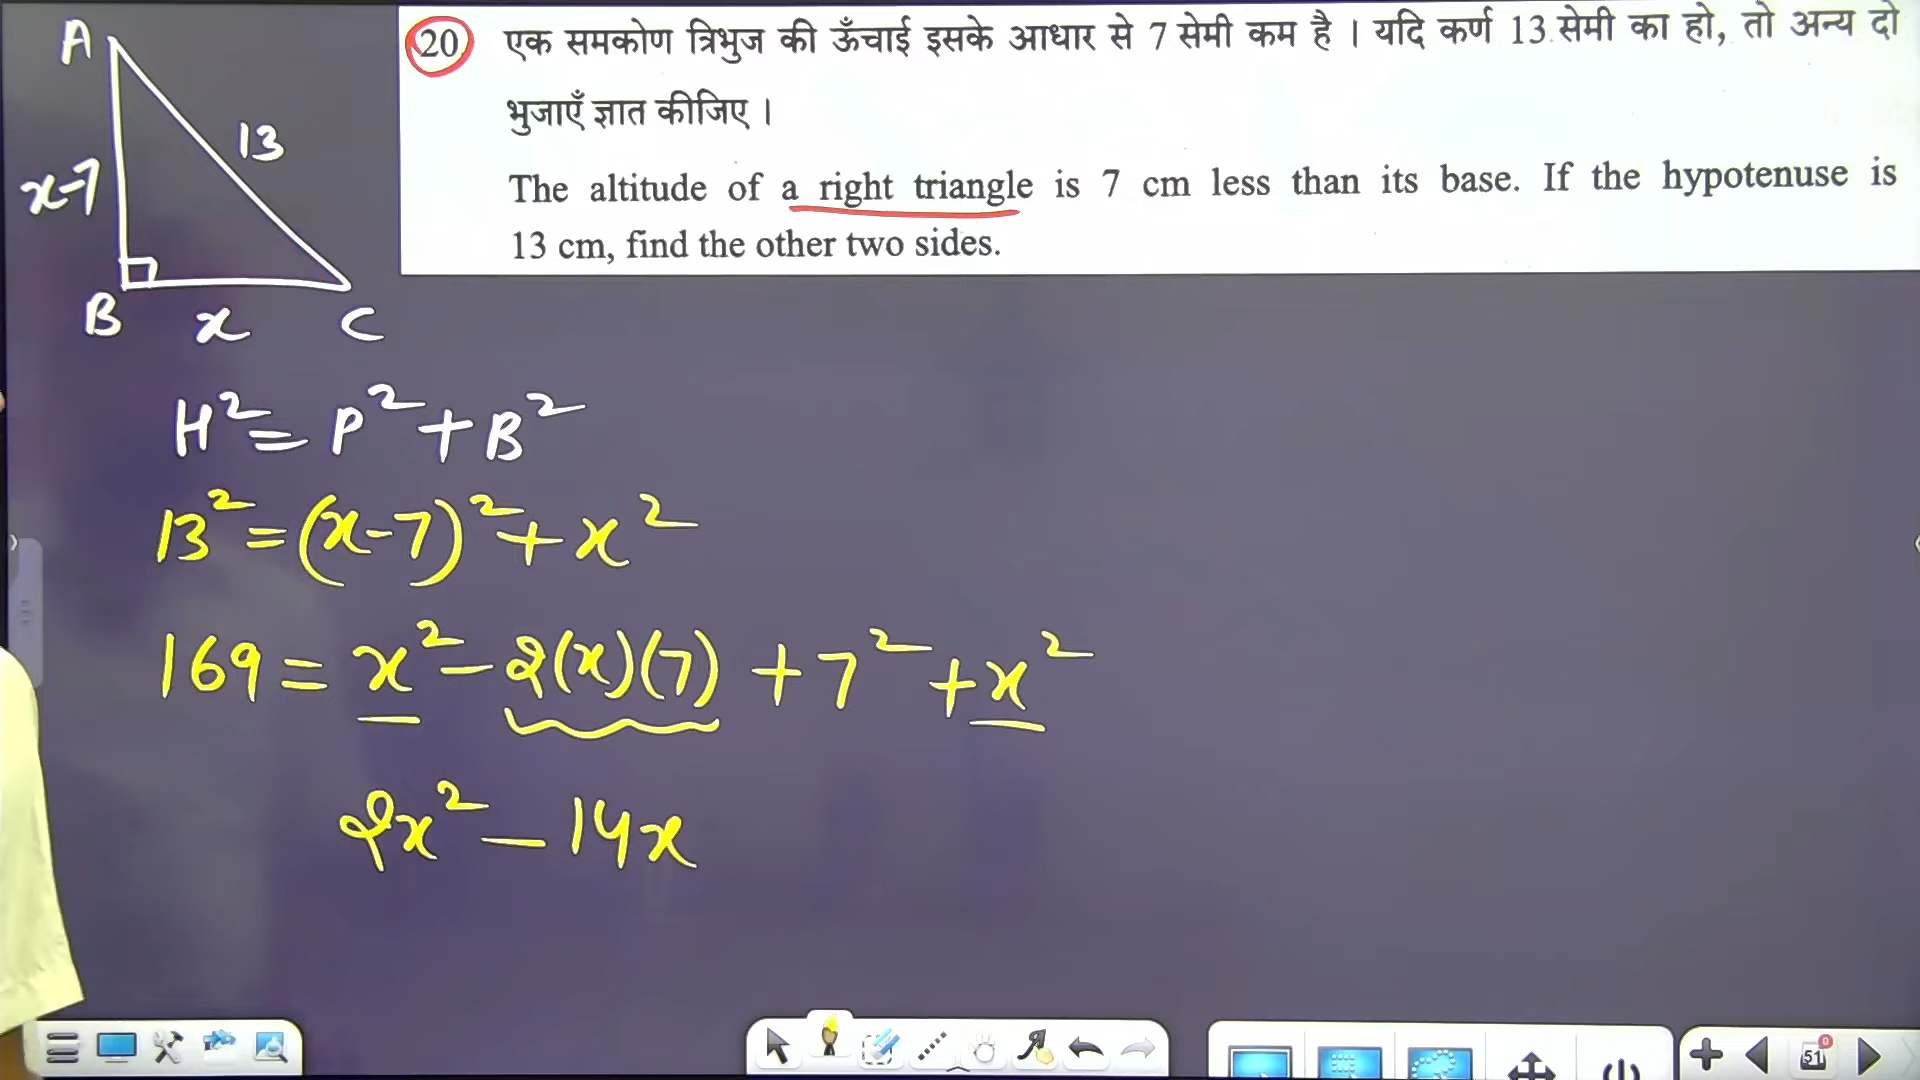 A
13
x-7
B x C
20 एक समकोण त्रिभुज की ऊँचाई इसके आधार से 7 सेमी कम है । यदि कर्ण 13 सेमी का हो, तो अन्य दो
भुजाएँ ज्ञात कीजिए ।
The altitude of a right triangle is 7 cm less than its base. If the hypotenuse is
13 cm, find the other two sides.
H² = P² + B²
13² = (x-7)² + x²
169 = x² - 2(x)(7) + 7² + x²
2x² - 14x
51
0